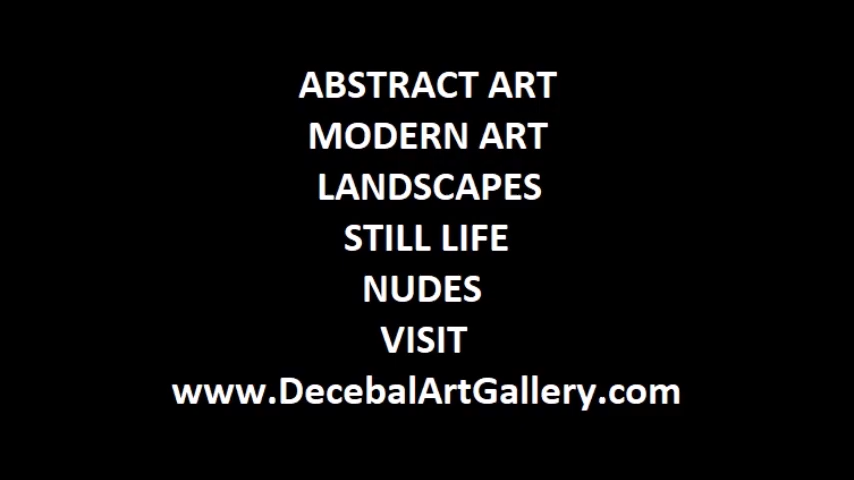 ABSTRACT ART
MODERN ART
LANDSCAPES
STILL LIFE
NUDES
VISIT
www.DecebalArtGallery.com